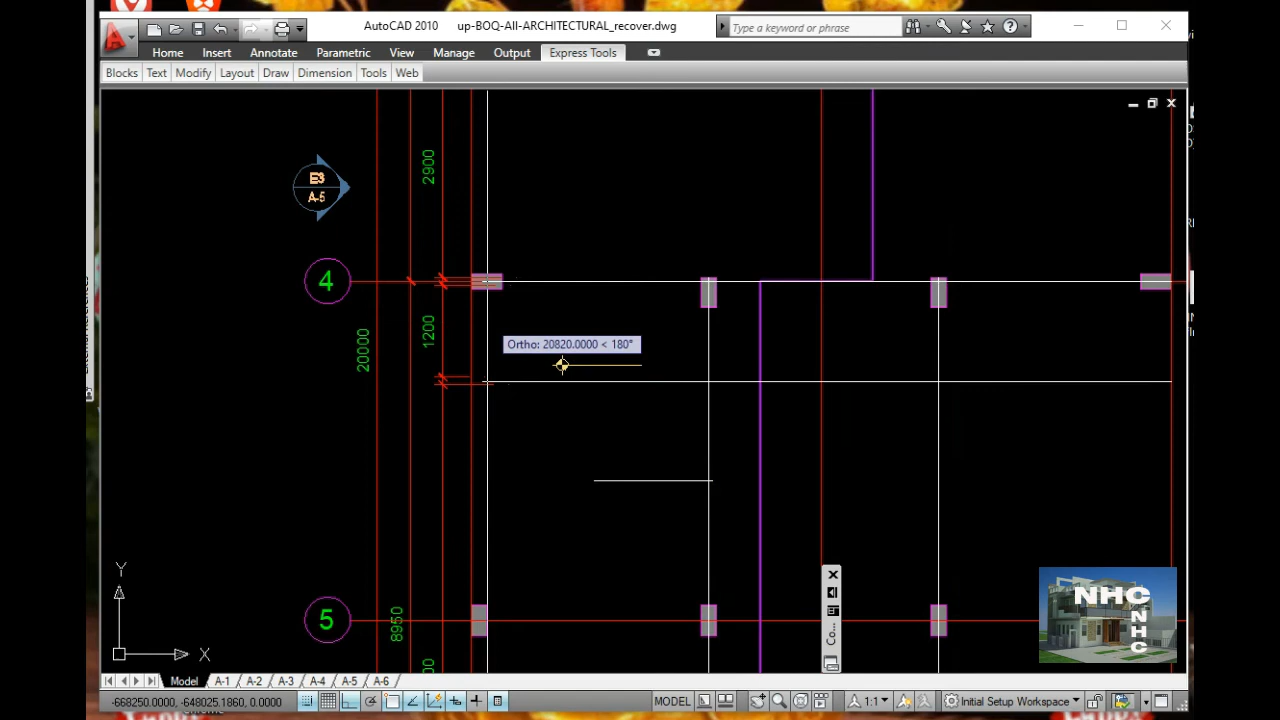 AutoCAD 2010 up-BOQ-All-ARCHITECTURAL_recover.dwg
Type a keyword or phrase
Home Insert Annotate Parametric View Manage Output Express Tools
Blocks Text Modify Layout Draw Dimension Tools Web
2900
E3
A-5
4
1200
20000
Ortho: 20820.0000 < 180°
Y
X
5
8950
Co...
NHC
NHC
Model A-1 A-2 A-3 A-4 A-5 A-6
-668250.0000, -648025.1860, 0.0000 MODEL 1:1 Initial Setup Workspace